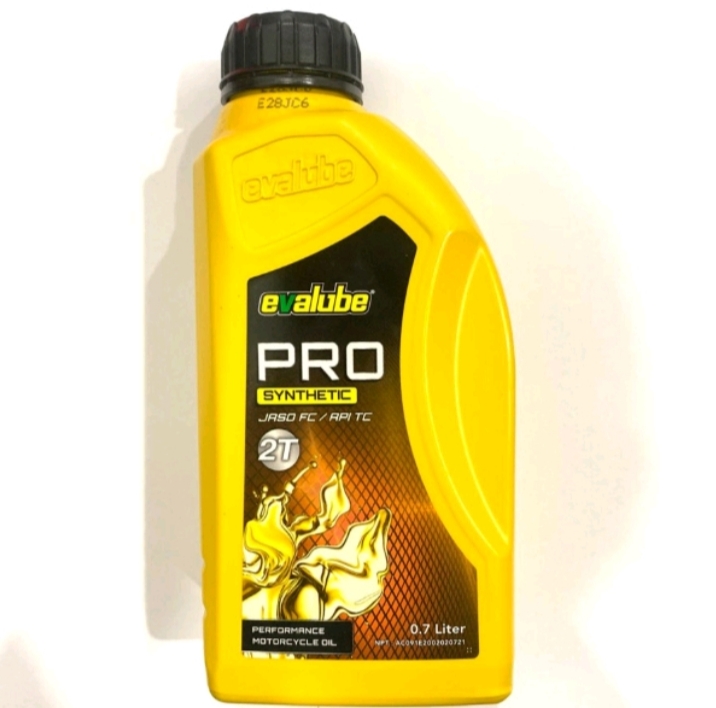 E28JC6
evalube
evalube
PRO
SYNTHETIC
JASO FC / API TC
2T
PERFORMANCE
MOTORCYCLE OIL
0.7 Liter